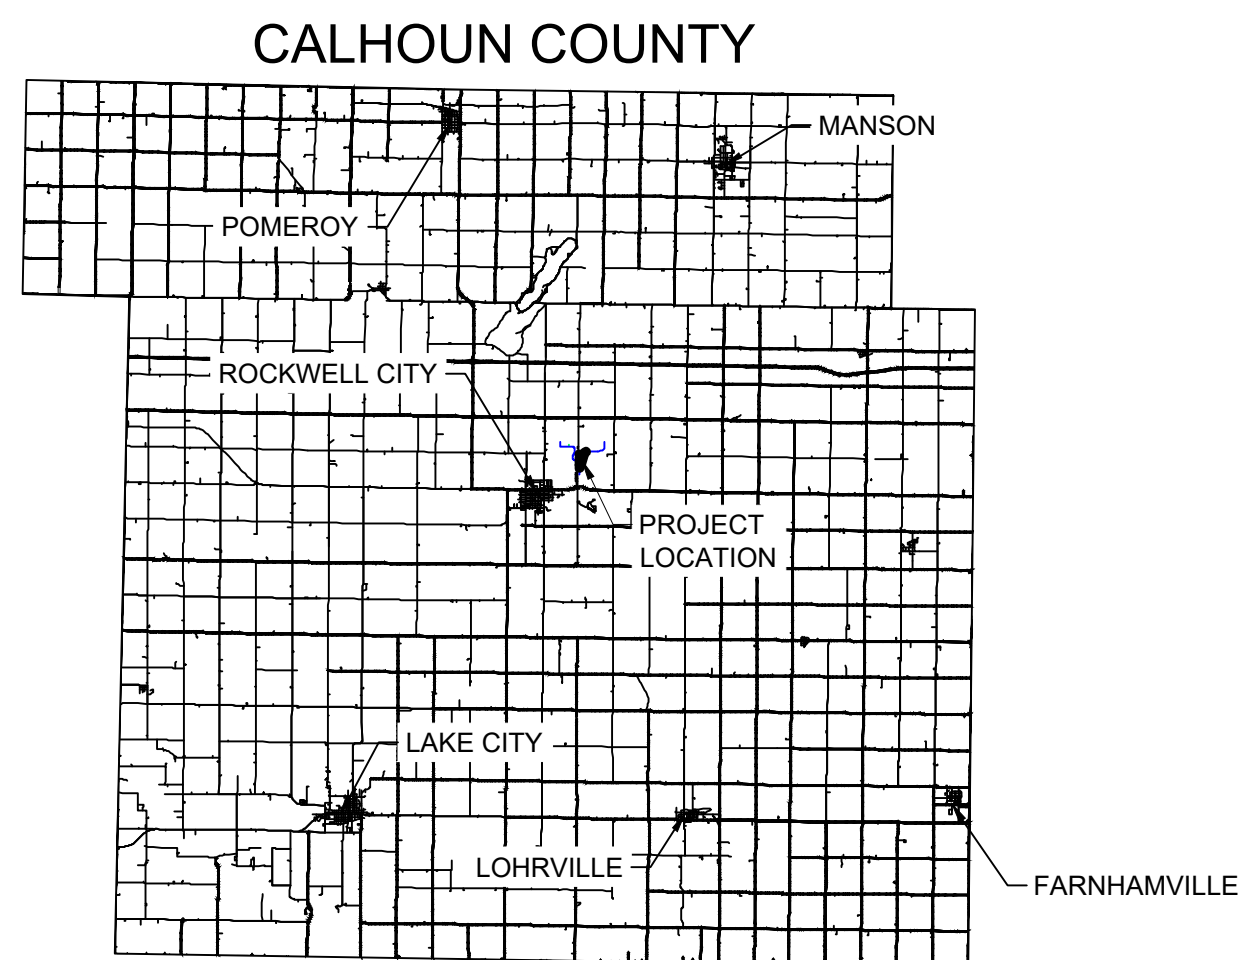 CALHOUN COUNTY
MANSON
POMEROY
ROCKWELL CITY
PROJECT
LOCATION
LAKE CITY
LOHRVILLE
FARNHAMVILLE